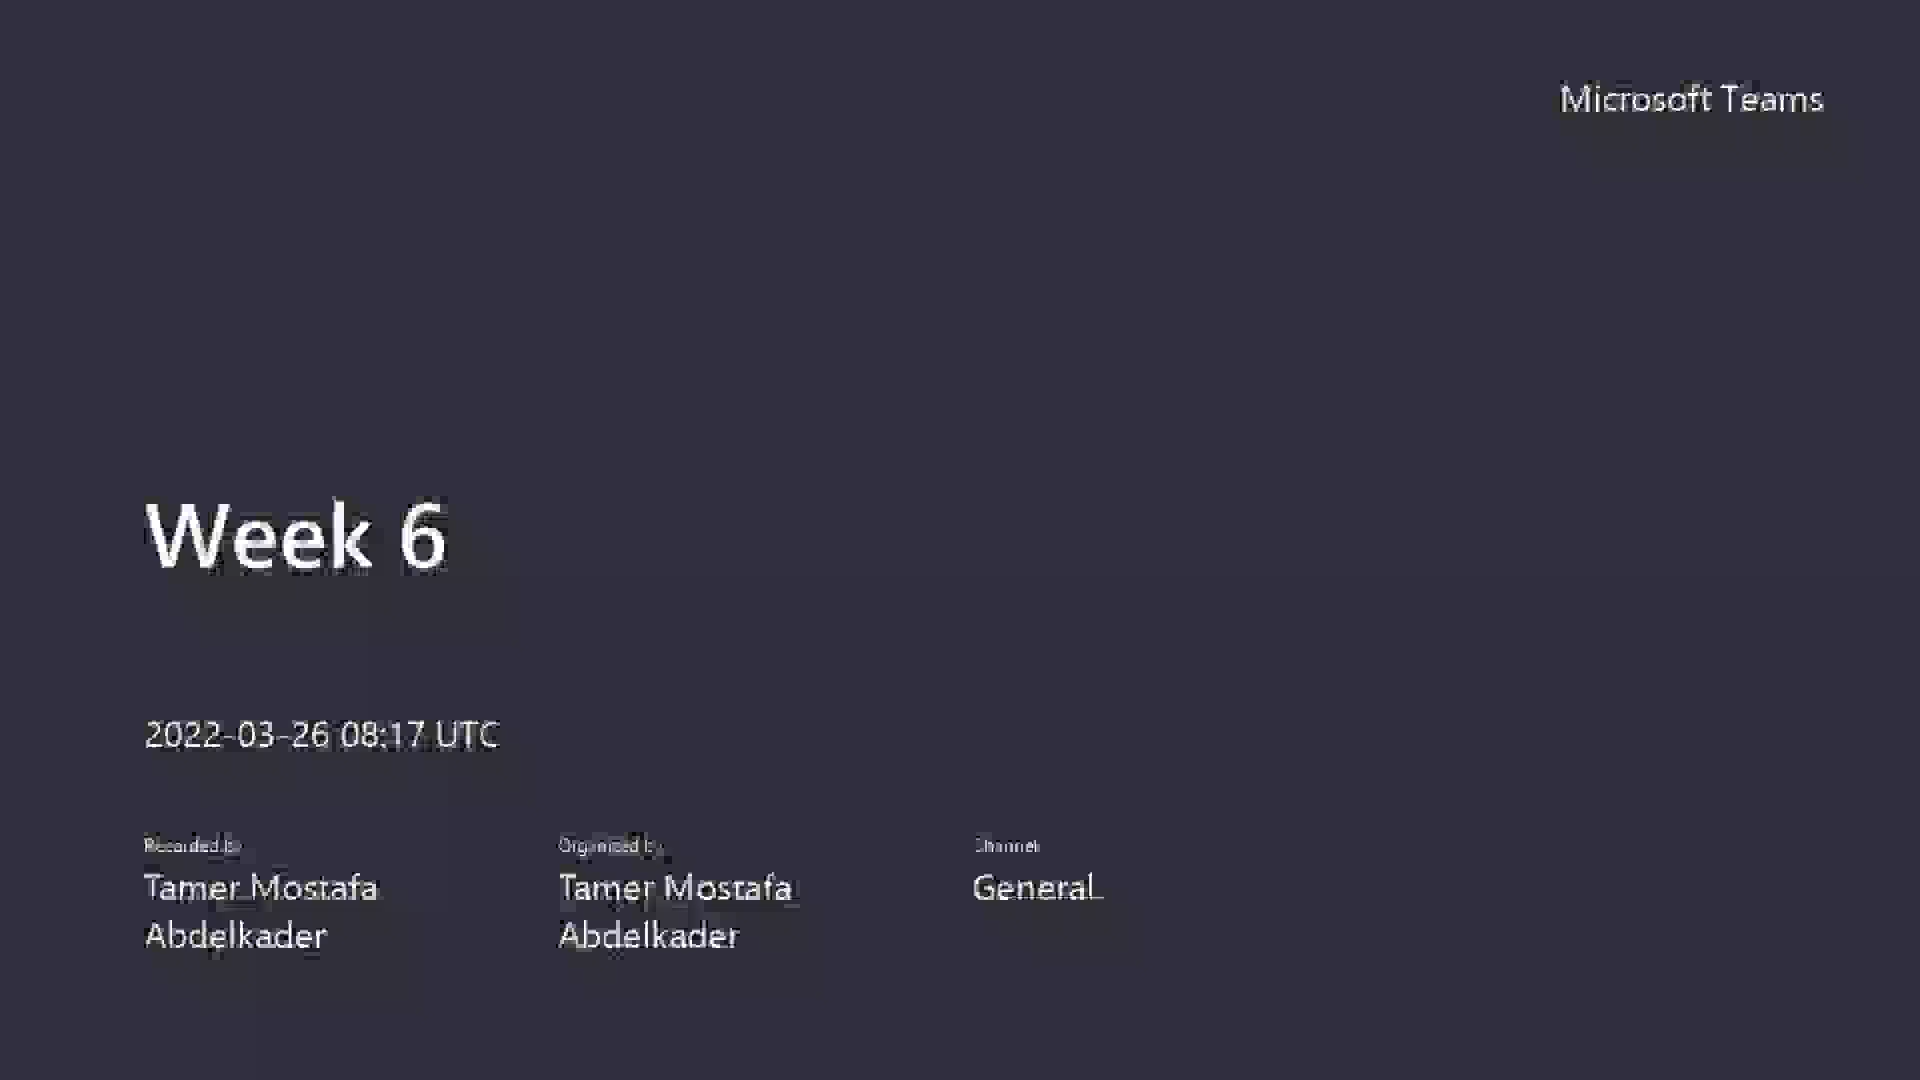 Microsoft Teams
Week 6
2022-03-26 08:17 UTC
Recorded by
Organized by
Channel
Tamer Mostafa
Abdelkader
Tamer Mostafa
Abdelkader
General